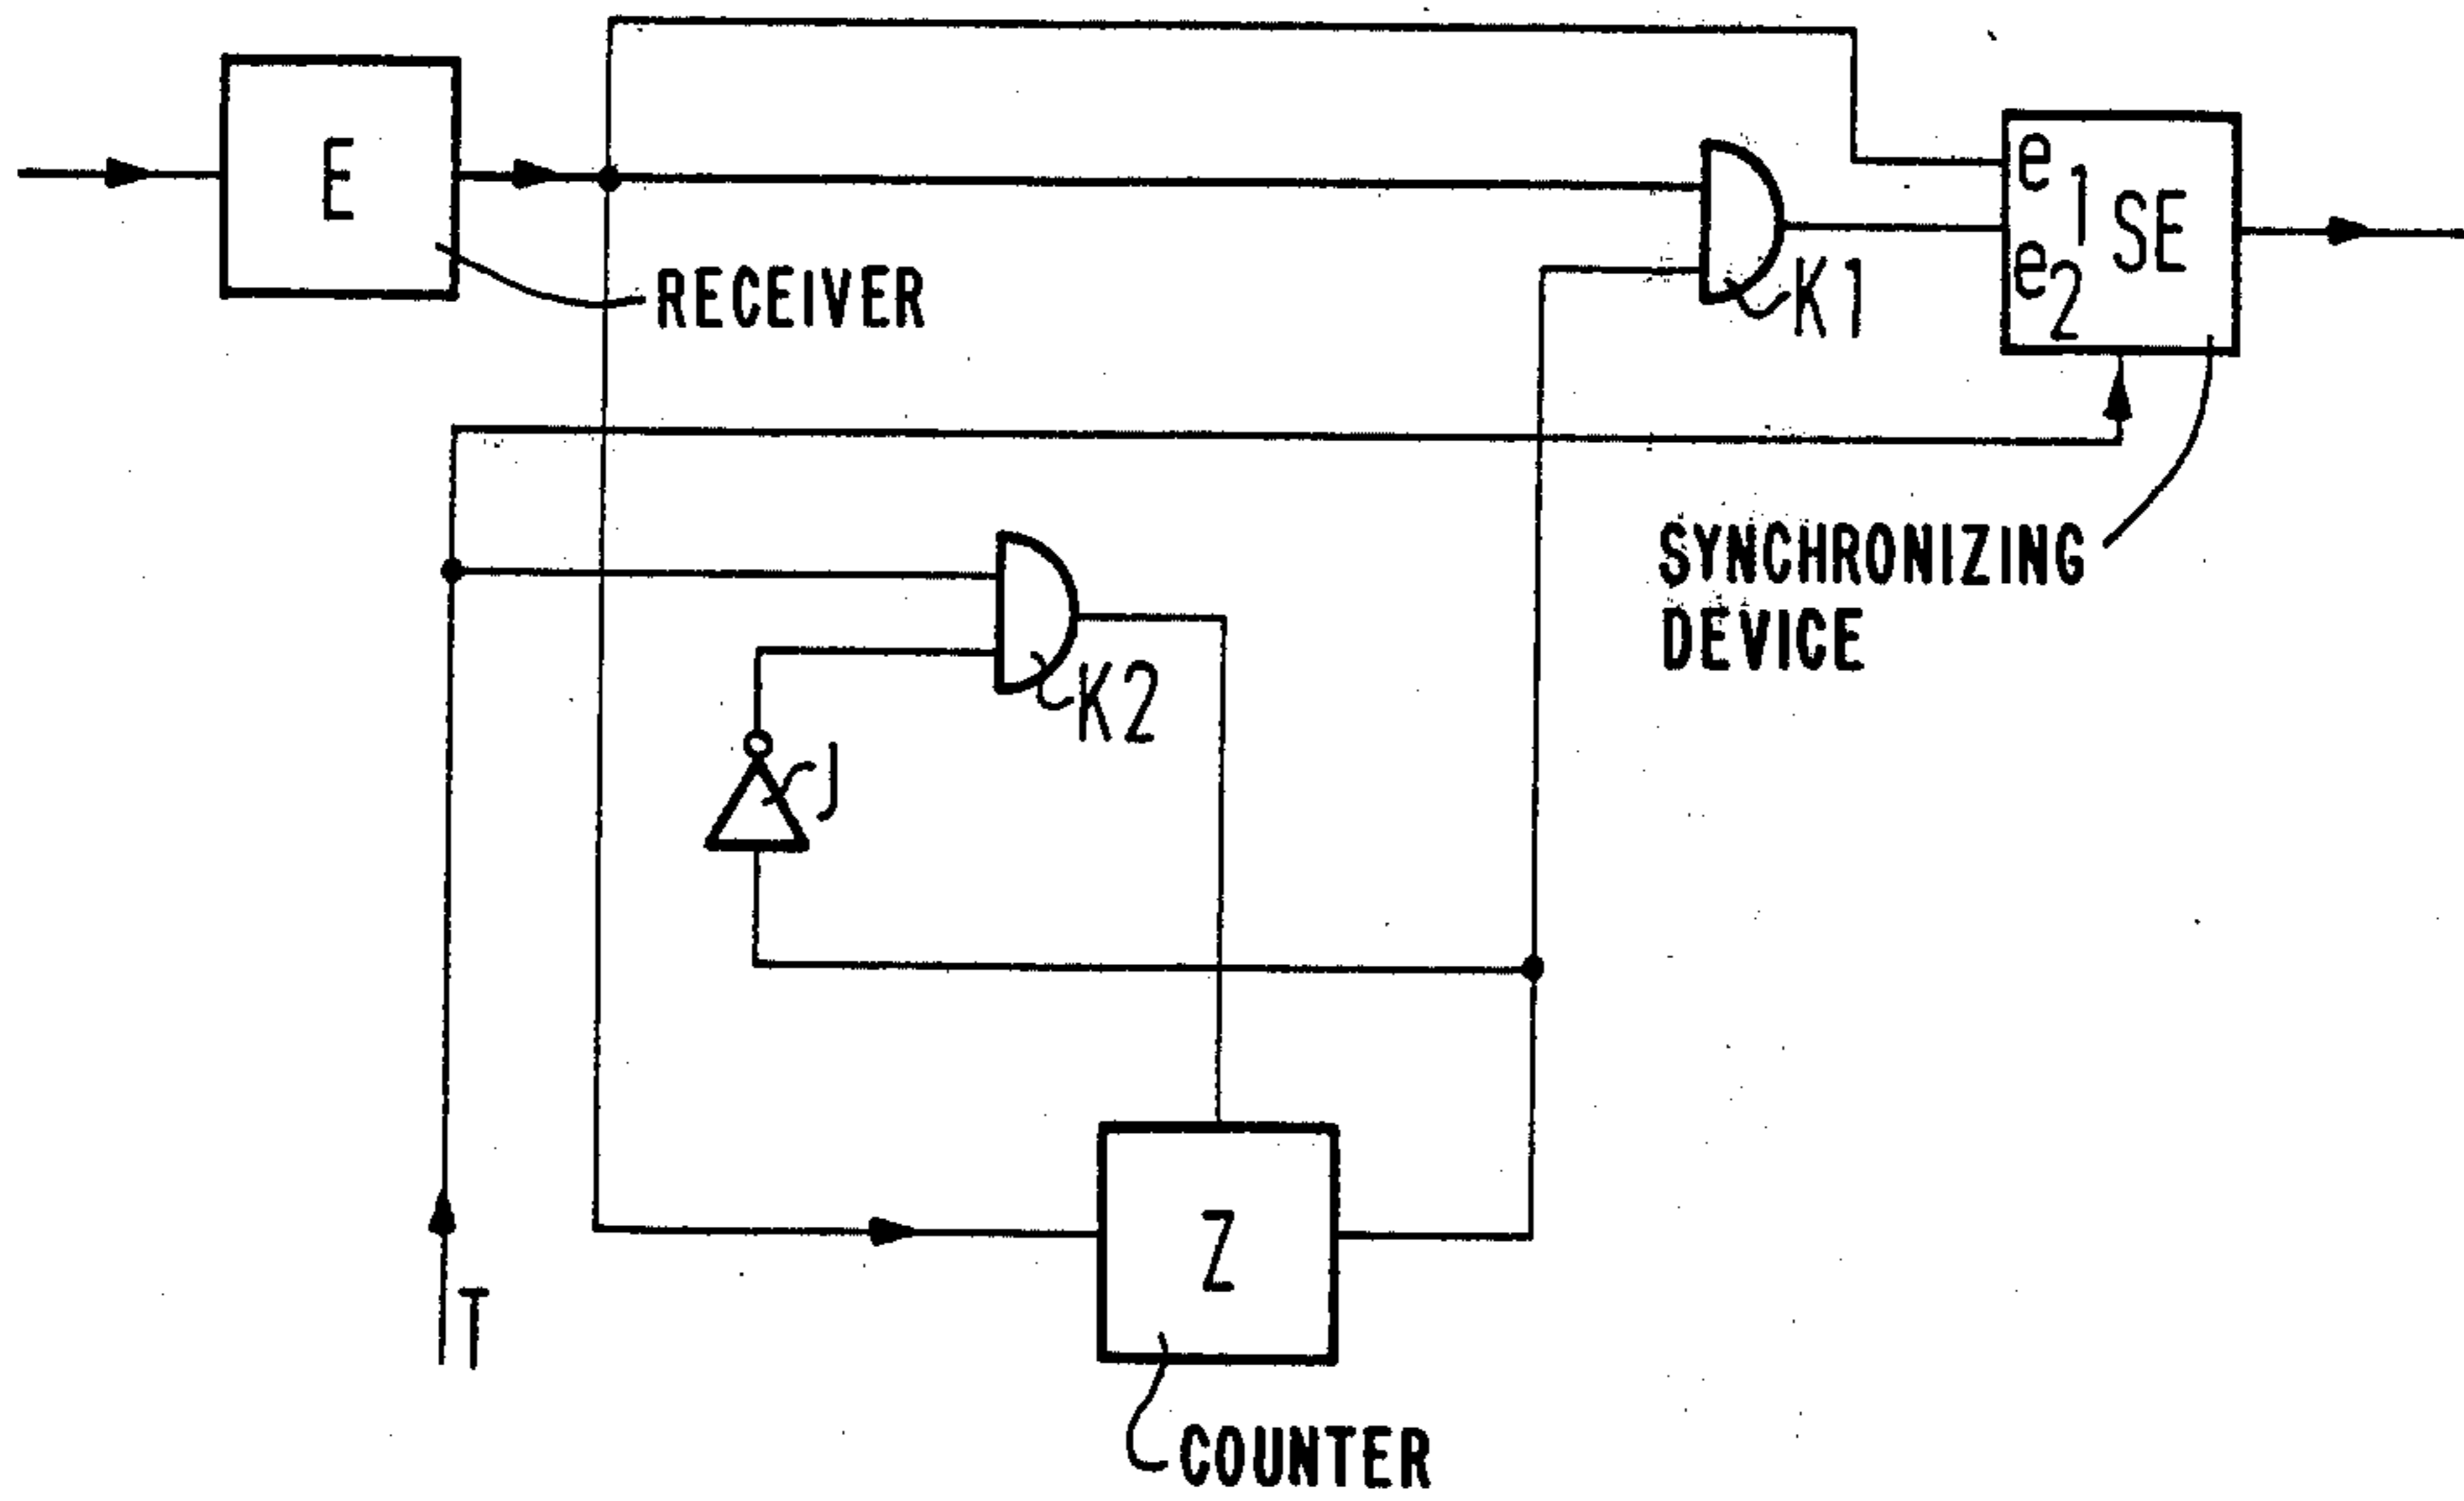 E
RECEIVER
e1
e2
SE
K1
SYNCHRONIZING
DEVICE
K2
J
Z
T
COUNTER